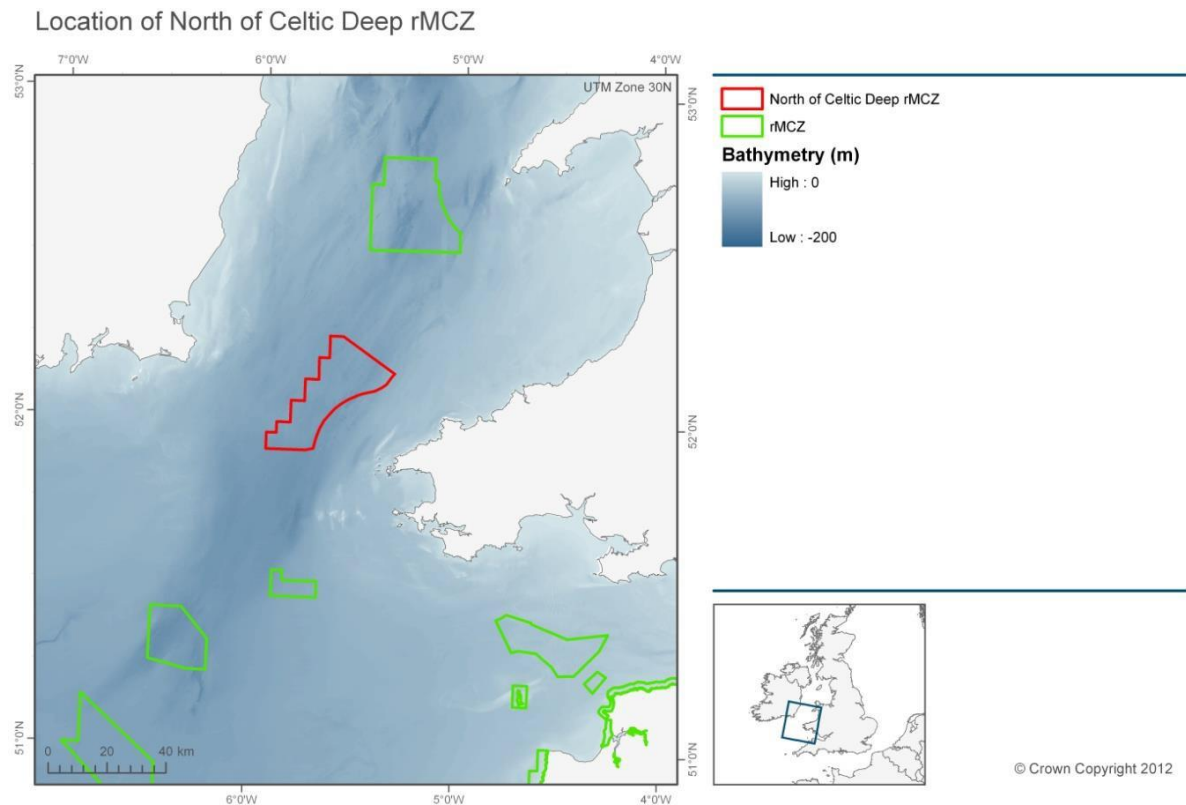 Location of North of Celtic Deep rMCZ
7°0'W 6°0'W 5°0'W 4°0'W
53°0'N
53°0'N
UTM Zone 30N
52°0'N
52°0'N
51°0'N
51°0'N
0 20 40 km
6°0'W 5°0'W 4°0'W
North of Celtic Deep rMCZ
rMCZ
Bathymetry (m)
High : 0
Low : -200
© Crown Copyright 2012